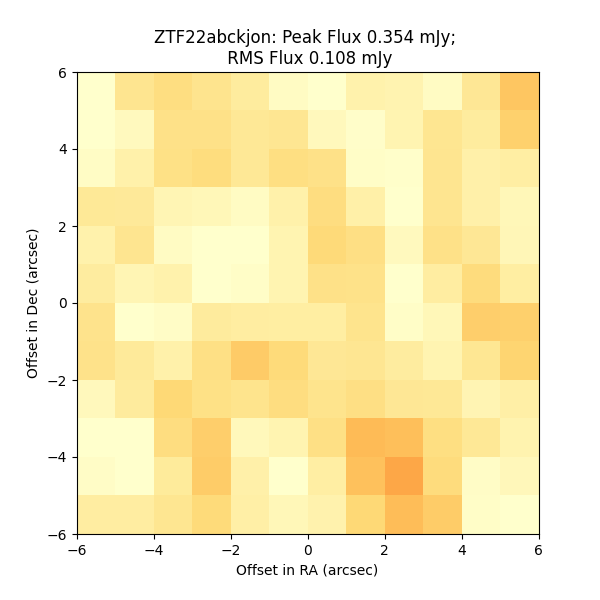 ZTF22abckjon: Peak Flux 0.354 mJy;
RMS Flux 0.108 mJy
6
4
2
0
−2
−4
−6
Offset in Dec (arcsec)
−6 −4 −2 0 2 4 6
Offset in RA (arcsec)